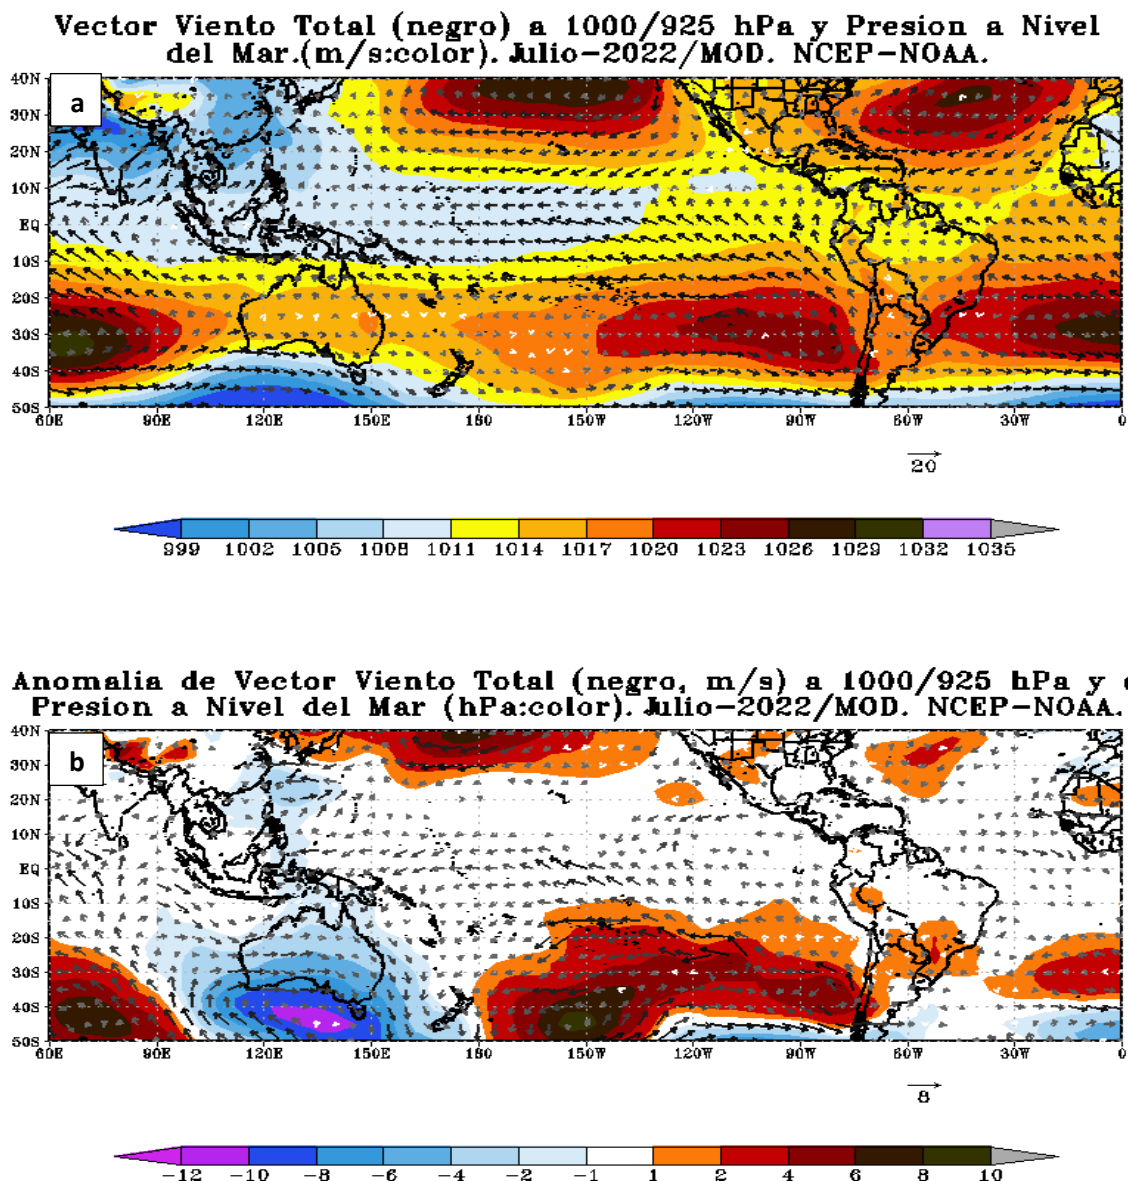 Vector Viento Total (negro) a 1000/925 hPa y Presion a Nivel
del Mar.(m/s:color). Julio-2022/MOD. NCEP-NOAA.
a
40N
30N
20N
10N
EQ
10S
20S
30S
40S
50S
60E 90E 120E 150E 180 150W 120W 90W 60W 30W 0
20
999 1002 1005 1008 1011 1014 1017 1020 1023 1026 1029 1032 1035
Anomalia de Vector Viento Total (negro, m/s) a 1000/925 hPa y
Presion a Nivel del Mar (hPa:color). Julio-2022/MOD. NCEP-NOAA.
b
40N
30N
20N
10N
EQ
10S
20S
30S
40S
50S
60E 90E 120E 150E 180 150W 120W 90W 60W 30W 0
8
-12 -10 -8 -6 -4 -2 -1 1 2 4 6 8 10